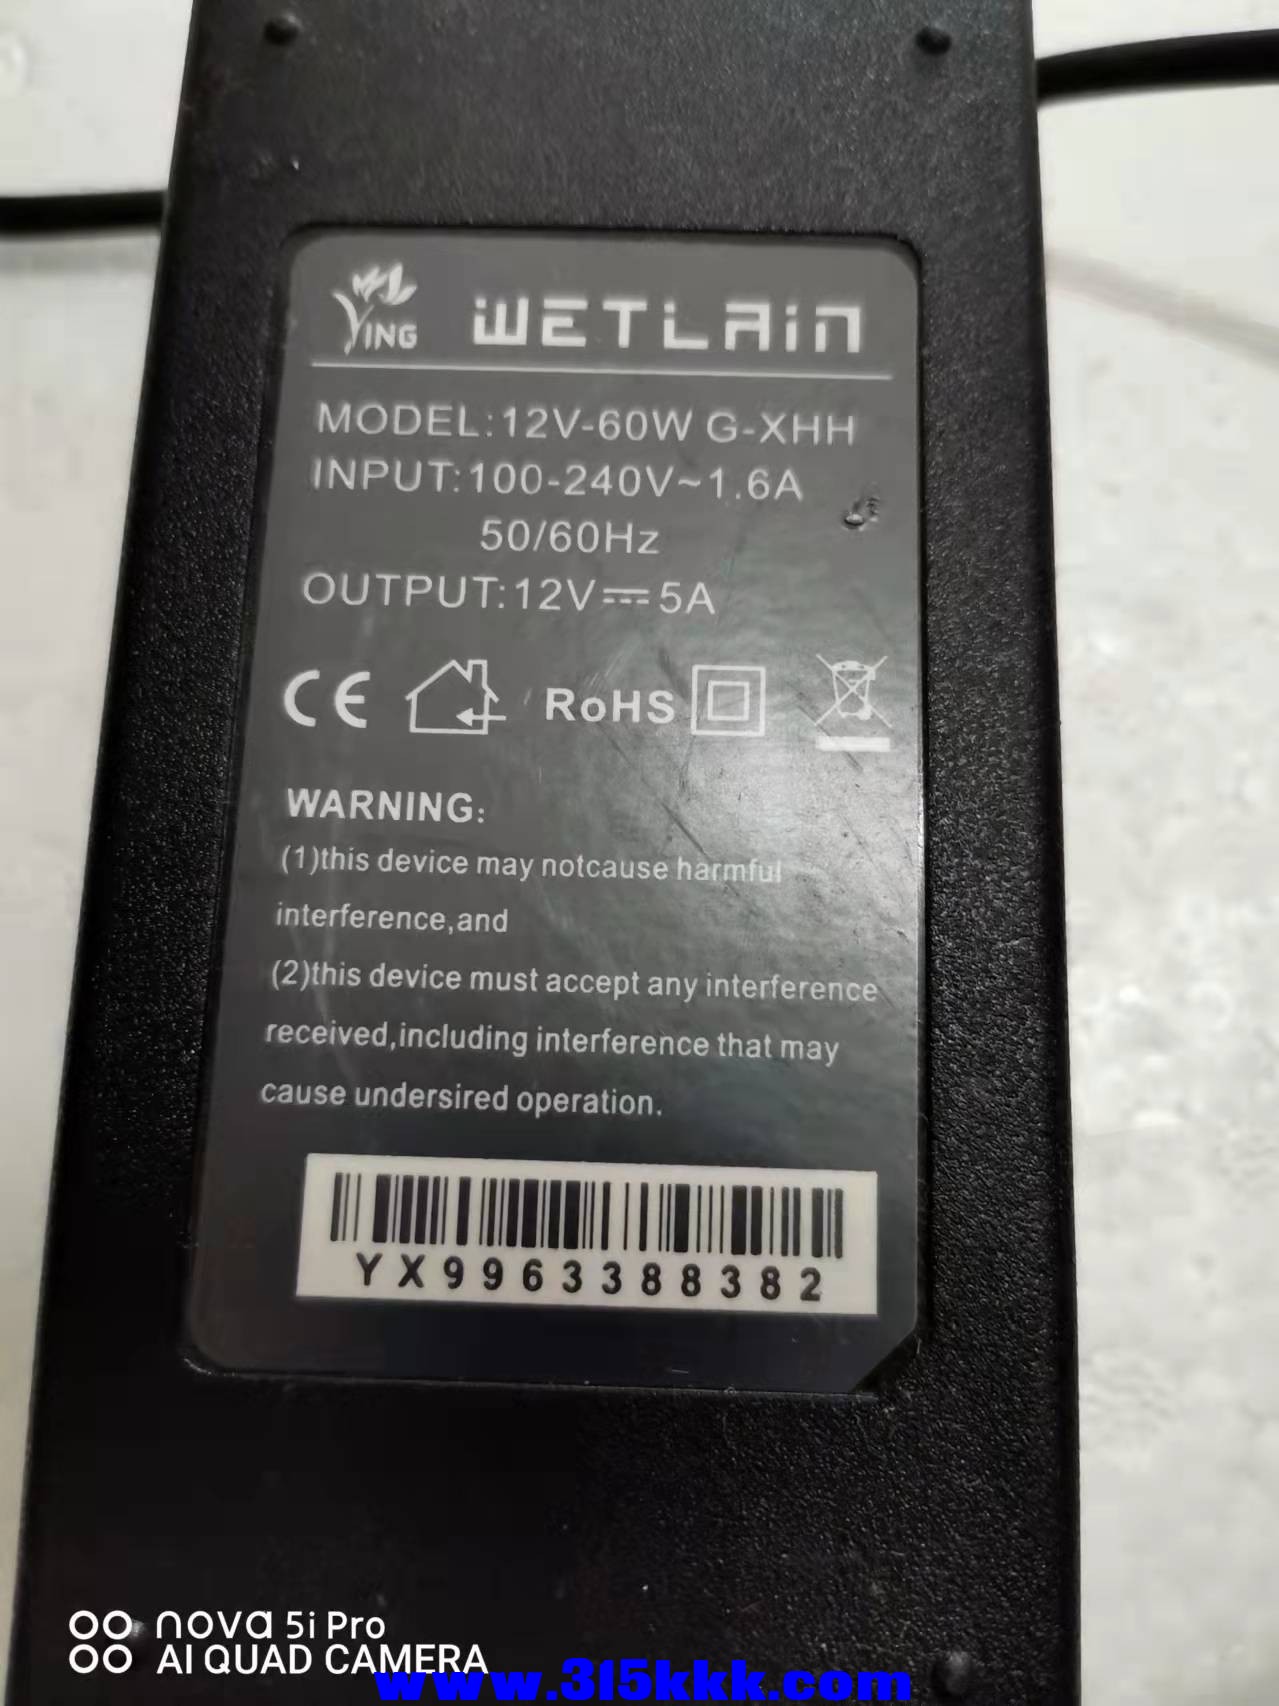 YING WETLAIN
MODEL:12V-60W G-XHH
INPUT:100-240V~1.6A
50/60Hz
OUTPUT:12V⎓5A
CE RoHS
WARNING:
(1)this device may notcause harmful
interference,and
(2)this device must accept any interference
received,including interference that may
cause undersired operation.
YX9963388382
nova 5i Pro
AI QUAD CAMERA
www.315kkk.com